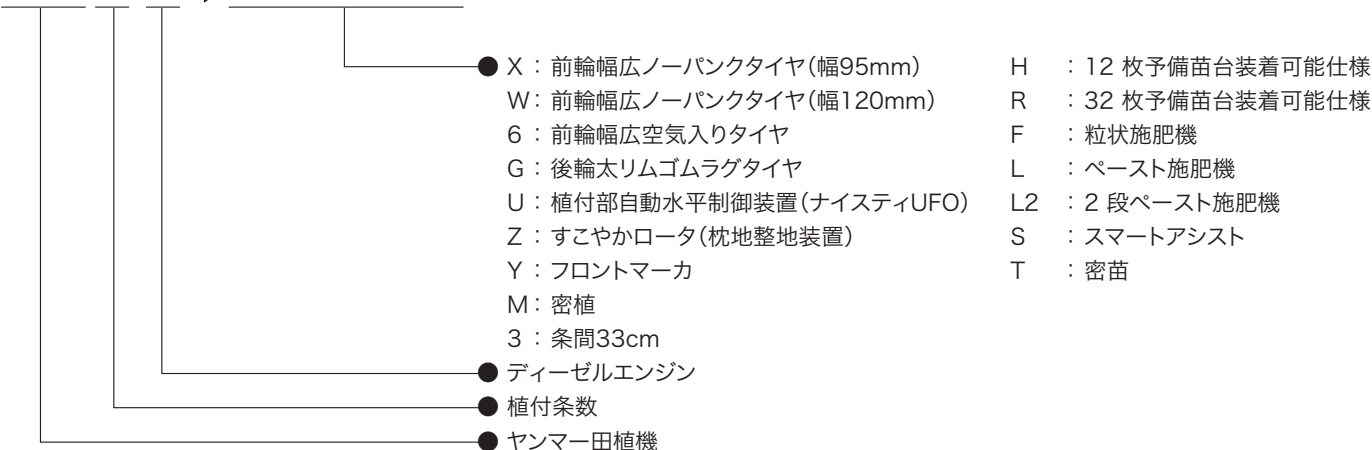 ● X : 前輪幅広ノーパンクタイヤ(幅95mm)
W : 前輪幅広ノーパンクタイヤ(幅120mm)
6 : 前輪幅広空気入りタイヤ
G : 後輪太リムゴムラグタイヤ
U : 植付部自動水平制御装置(ナイスティUFO)
Z : すこやかロータ(枕地整地装置)
Y : フロントマーカ
M : 密植
3 : 条間33cm
H : 12 枚予備苗台装着可能仕様
R : 32 枚予備苗台装着可能仕様
F : 粒状施肥機
L : ペースト施肥機
L2 : 2 段ペースト施肥機
S : スマートアシスト
T : 密苗
● ディーゼルエンジン
● 植付条数
● ヤンマー田植機